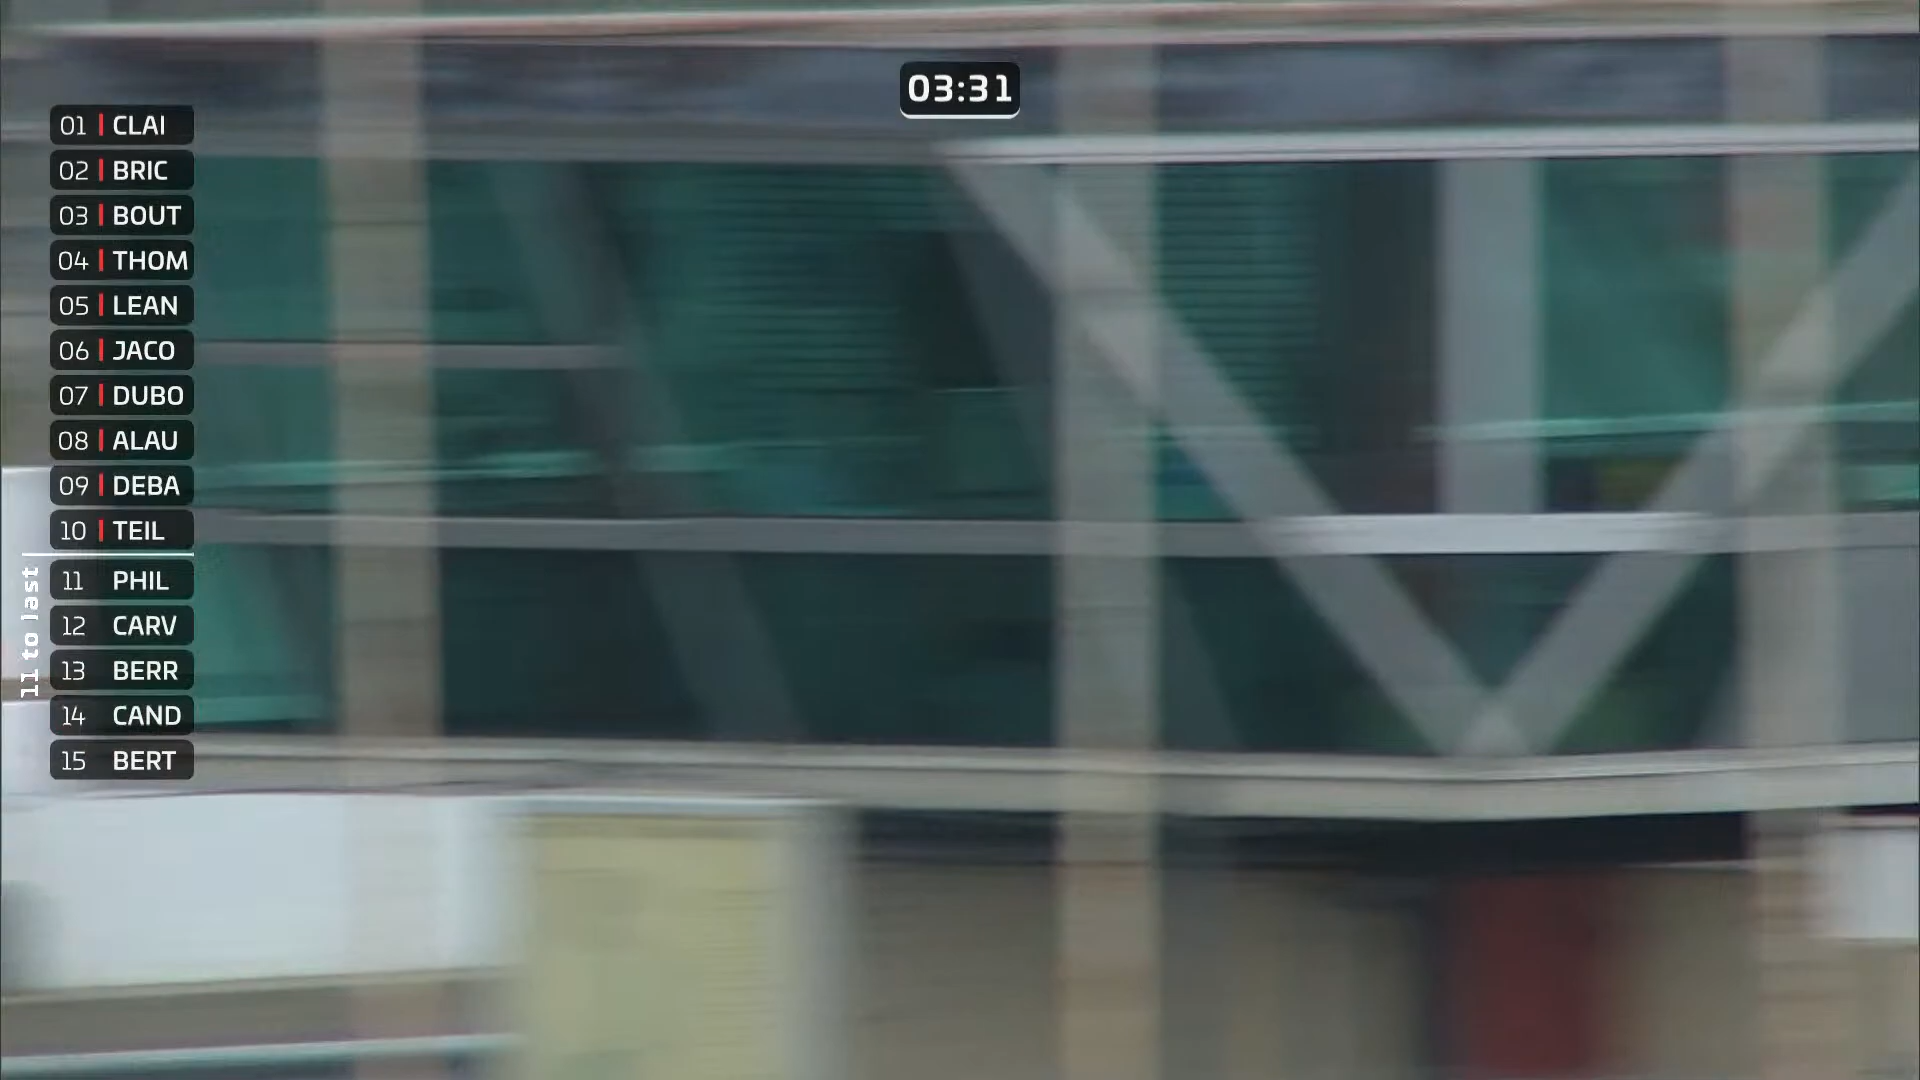 03:31
01 CLAI
02 BRIC
03 BOUT
04 THOM
05 LEAN
06 JACO
07 DUBO
08 ALAU
09 DEBA
10 TEIL
11 to last
11 PHIL
12 CARV
13 BERR
14 CAND
15 BERT